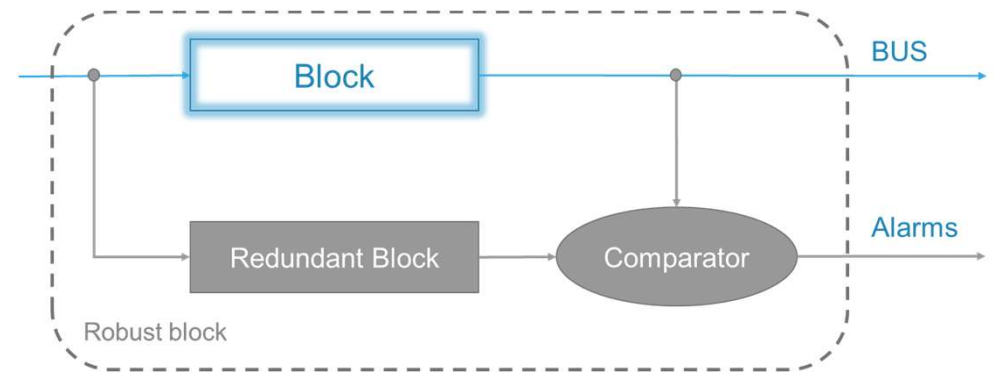 BUS
Block
Alarms
Redundant Block
Comparator
Robust block